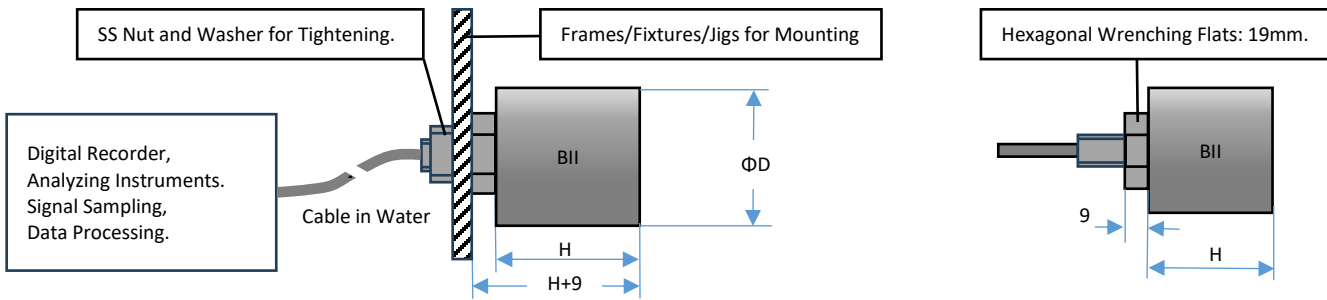 SS Nut and Washer for Tightening.
Frames/Fixtures/Jigs for Mounting
Hexagonal Wrenching Flats: 19mm.
Digital Recorder,
Analyzing Instruments.
Signal Sampling,
Data Processing.
Cable in Water
BII
ΦD
H
H+9
BII
9
H